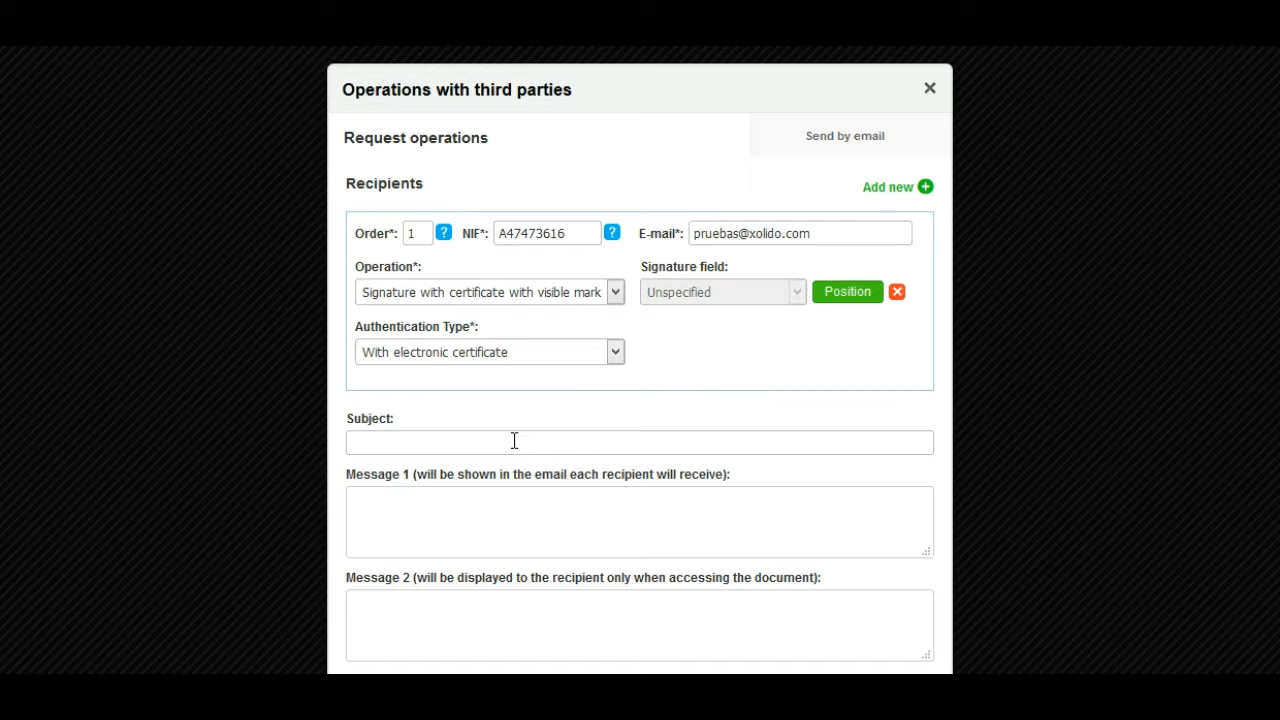 Operations with third parties
Request operations
Send by email
Recipients
Add new
Order*: 1 ? NIF*: A47473616 ? E-mail*: pruebas@xolido.com
Operation*:
Signature field:
Signature with certificate with visible mark
Unspecified
Position
Authentication Type*:
With electronic certificate
Subject:
Message 1 (will be shown in the email each recipient will receive):
Message 2 (will be displayed to the recipient only when accessing the document):